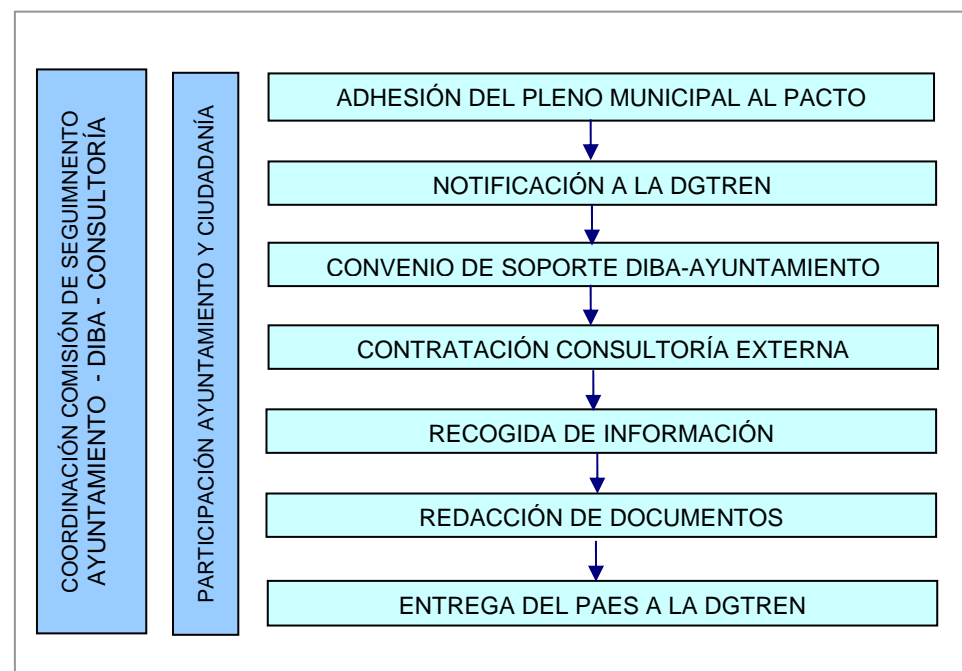 COORDINACIÓN COMISIÓN DE SEGUIMNENTO
AYUNTAMIENTO - DIBA - CONSULTORÍA
PARTICIPACIÓN AYUNTAMIENTO Y CIUDADANÍA
ADHESIÓN DEL PLENO MUNICIPAL AL PACTO
NOTIFICACIÓN A LA DGTREN
CONVENIO DE SOPORTE DIBA-AYUNTAMIENTO
CONTRATACIÓN CONSULTORÍA EXTERNA
RECOGIDA DE INFORMACIÓN
REDACCIÓN DE DOCUMENTOS
ENTREGA DEL PAES A LA DGTREN